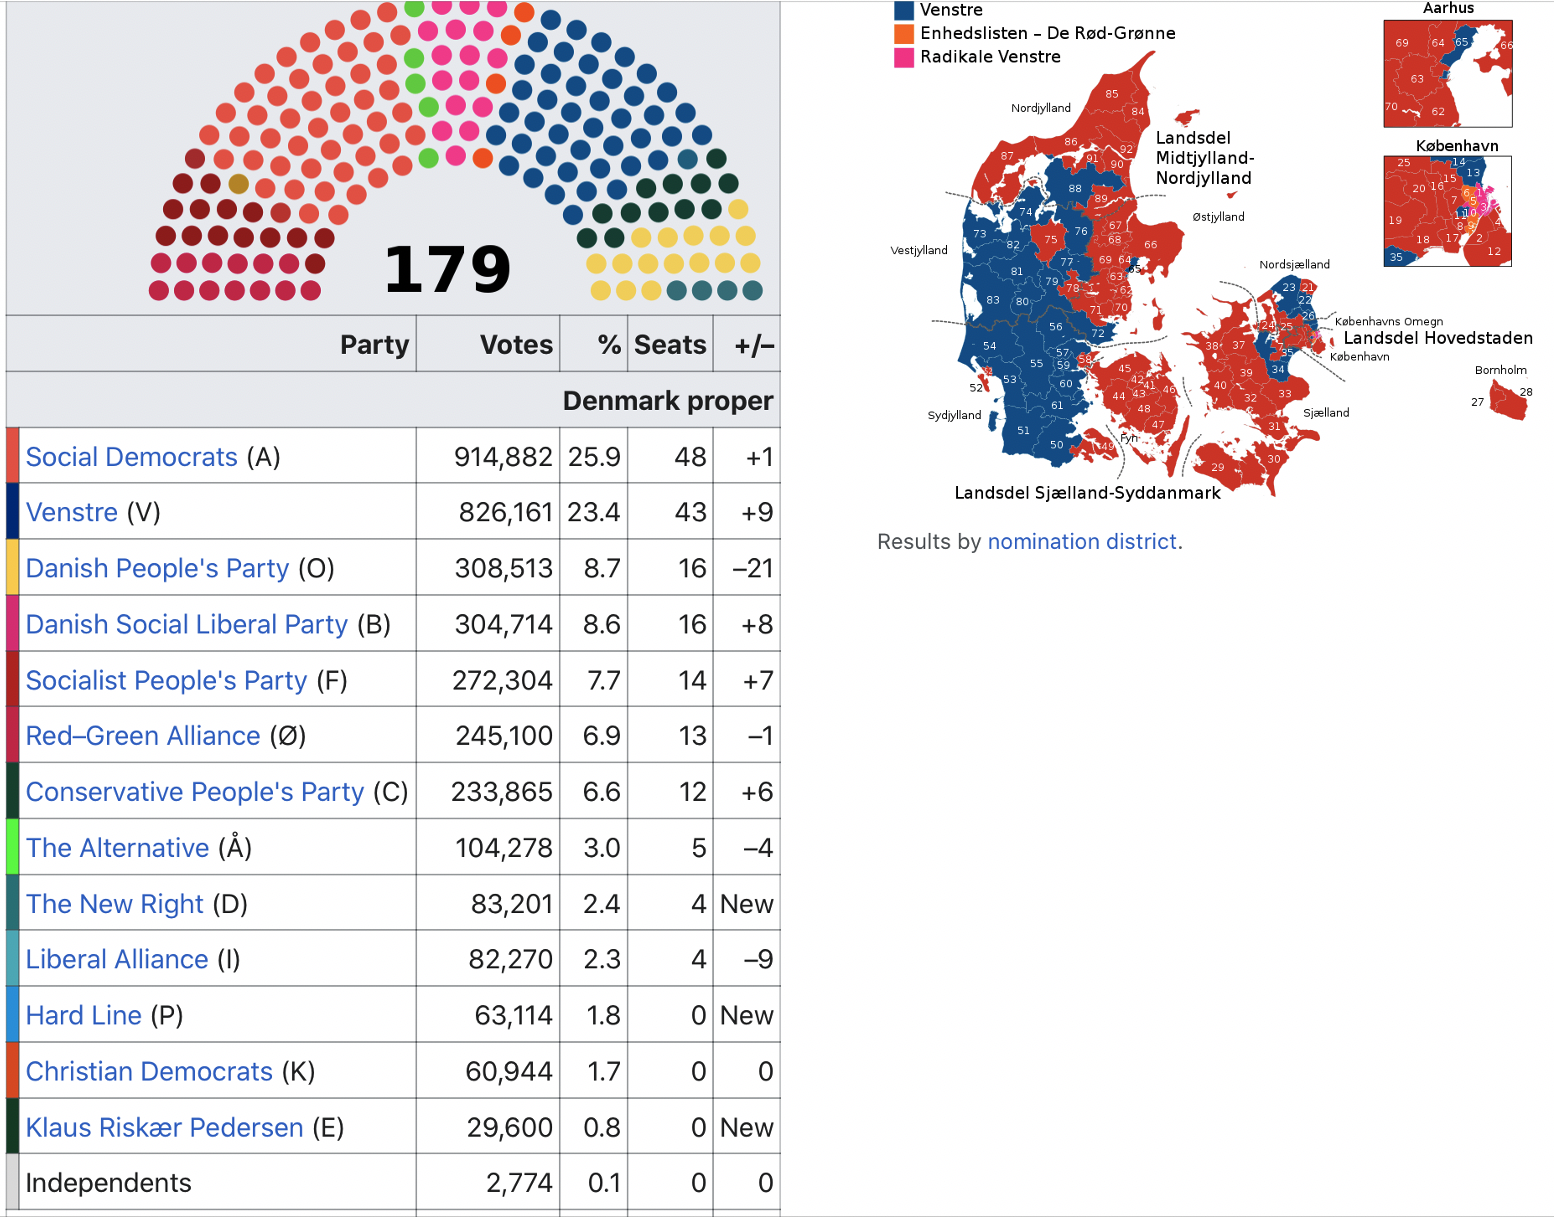 179
Party Votes % Seats +/–
Denmark proper
Social Democrats (A) 914,882 25.9 48 +1
Venstre (V) 826,161 23.4 43 +9
Danish People's Party (O) 308,513 8.7 16 –21
Danish Social Liberal Party (B) 304,714 8.6 16 +8
Socialist People's Party (F) 272,304 7.7 14 +7
Red–Green Alliance (Ø) 245,100 6.9 13 –1
Conservative People's Party (C) 233,865 6.6 12 +6
The Alternative (Å) 104,278 3.0 5 –4
The New Right (D) 83,201 2.4 4 New
Liberal Alliance (I) 82,270 2.3 4 –9
Hard Line (P) 63,114 1.8 0 New
Christian Democrats (K) 60,944 1.7 0 0
Klaus Riskær Pedersen (E) 29,600 0.8 0 New
Independents 2,774 0.1 0 0
Venstre
Enhedslisten – De Rød-Grønne
Radikale Venstre
Nordjylland
85
84
86
92
87
91
90
Landsdel
Midtjylland-
Nordjylland
88
89
74
Østjylland
73
76
67
75
68
66
Vestjylland
82
77
69
64
65
81
79
63
78
62
83
80
71
70
56
72
54
57
58
55
59
53
60
52
61
Sydjylland
51
50
45
42
41
46
44
43
48
47
49
Fyn
Landsdel Sjælland-Syddanmark
Nordsjælland
23
21
22
26
24
25
Københavns Omegn
Landsdel Hovedstaden
København
38
37
35
34
39
40
32
33
Sjælland
31
30
29
Bornholm
27
28
Aarhus
69
64
65
66
63
70
62
København
25
14
13
20
16
15
6
1
7
5
3
19
11
10
4
8
9
18
17
2
12
35
Results by nomination district.